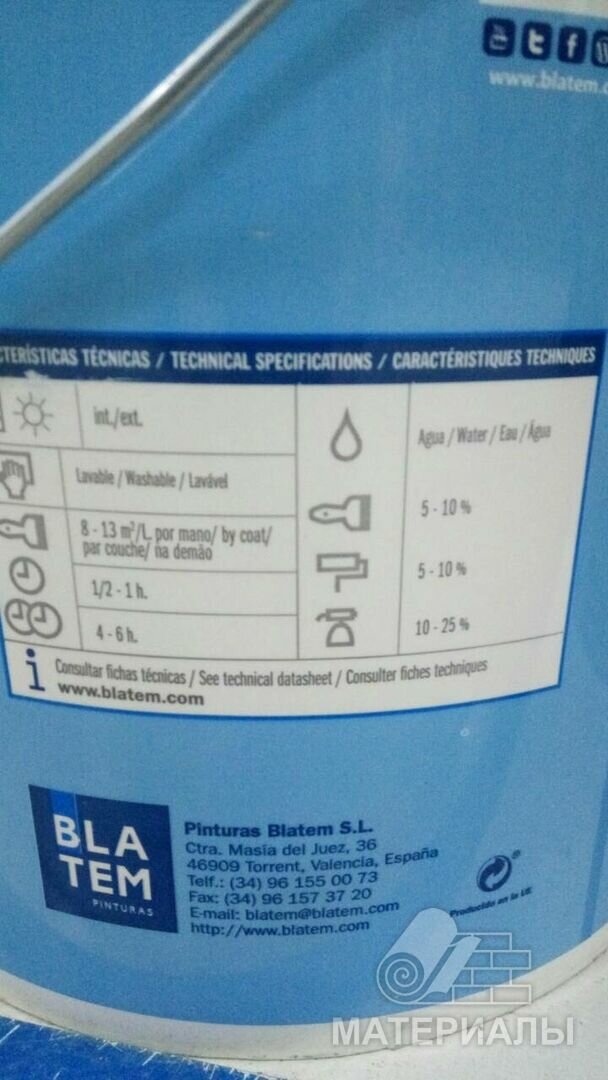 www.blatem.c
CTERÍSTICAS TÉCNICAS / TECHNICAL SPECIFICATIONS / CARACTÉRISTIQUES TECHNIQUES
int./ext.
Lavable / Washable / Lavável
8 - 13 m²/L. por mano/ by coat/
par couche/ na demão
1/2 - 1 h.
4 - 6 h.
Agua / Water / Eau / Água
5 - 10 %
5 - 10 %
10 - 25 %
i Consultar fichas técnicas / See technical datasheet / Consulter fiches techniques
www.blatem.com
BLA
TEM
PINTURAS
Pinturas Blatem S.L.
Ctra. Masía del Juez, 36
46909 Torrent, Valencia, España
Telf.: (34) 96 155 00 73
Fax: (34) 96 157 37 20
E-mail: blatem@blatem.com
http://www.blatem.com
Producido en la UE
МАТЕРИАЛЫ